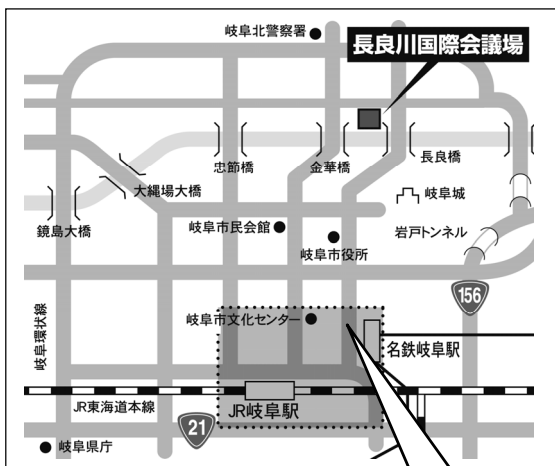 岐阜北警察署
長良川国際会議場
忠節橋
金華橋
長良橋
大縄場大橋
岐阜城
鏡島大橋
岐阜市民会館
岐阜市役所
岩戸トンネル
156
岐阜市文化センター
岐阜環状線
名鉄岐阜駅
JR東海道本線
JR岐阜駅
21
岐阜県庁